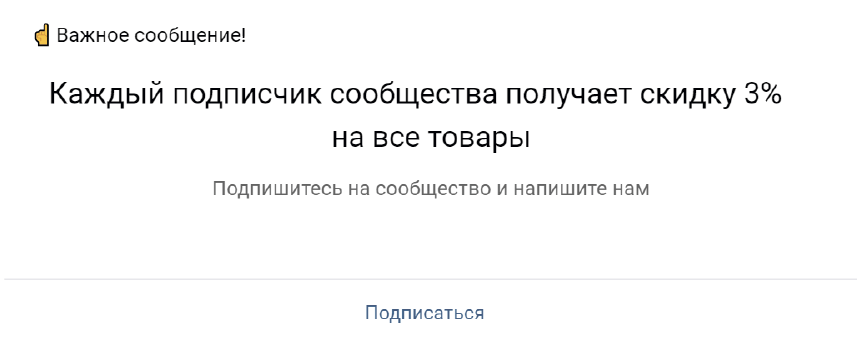 ☝Важное сообщение!
Каждый подписчик сообщества получает скидку 3%
на все товары
Подпишитесь на сообщество и напишите нам
Подписаться